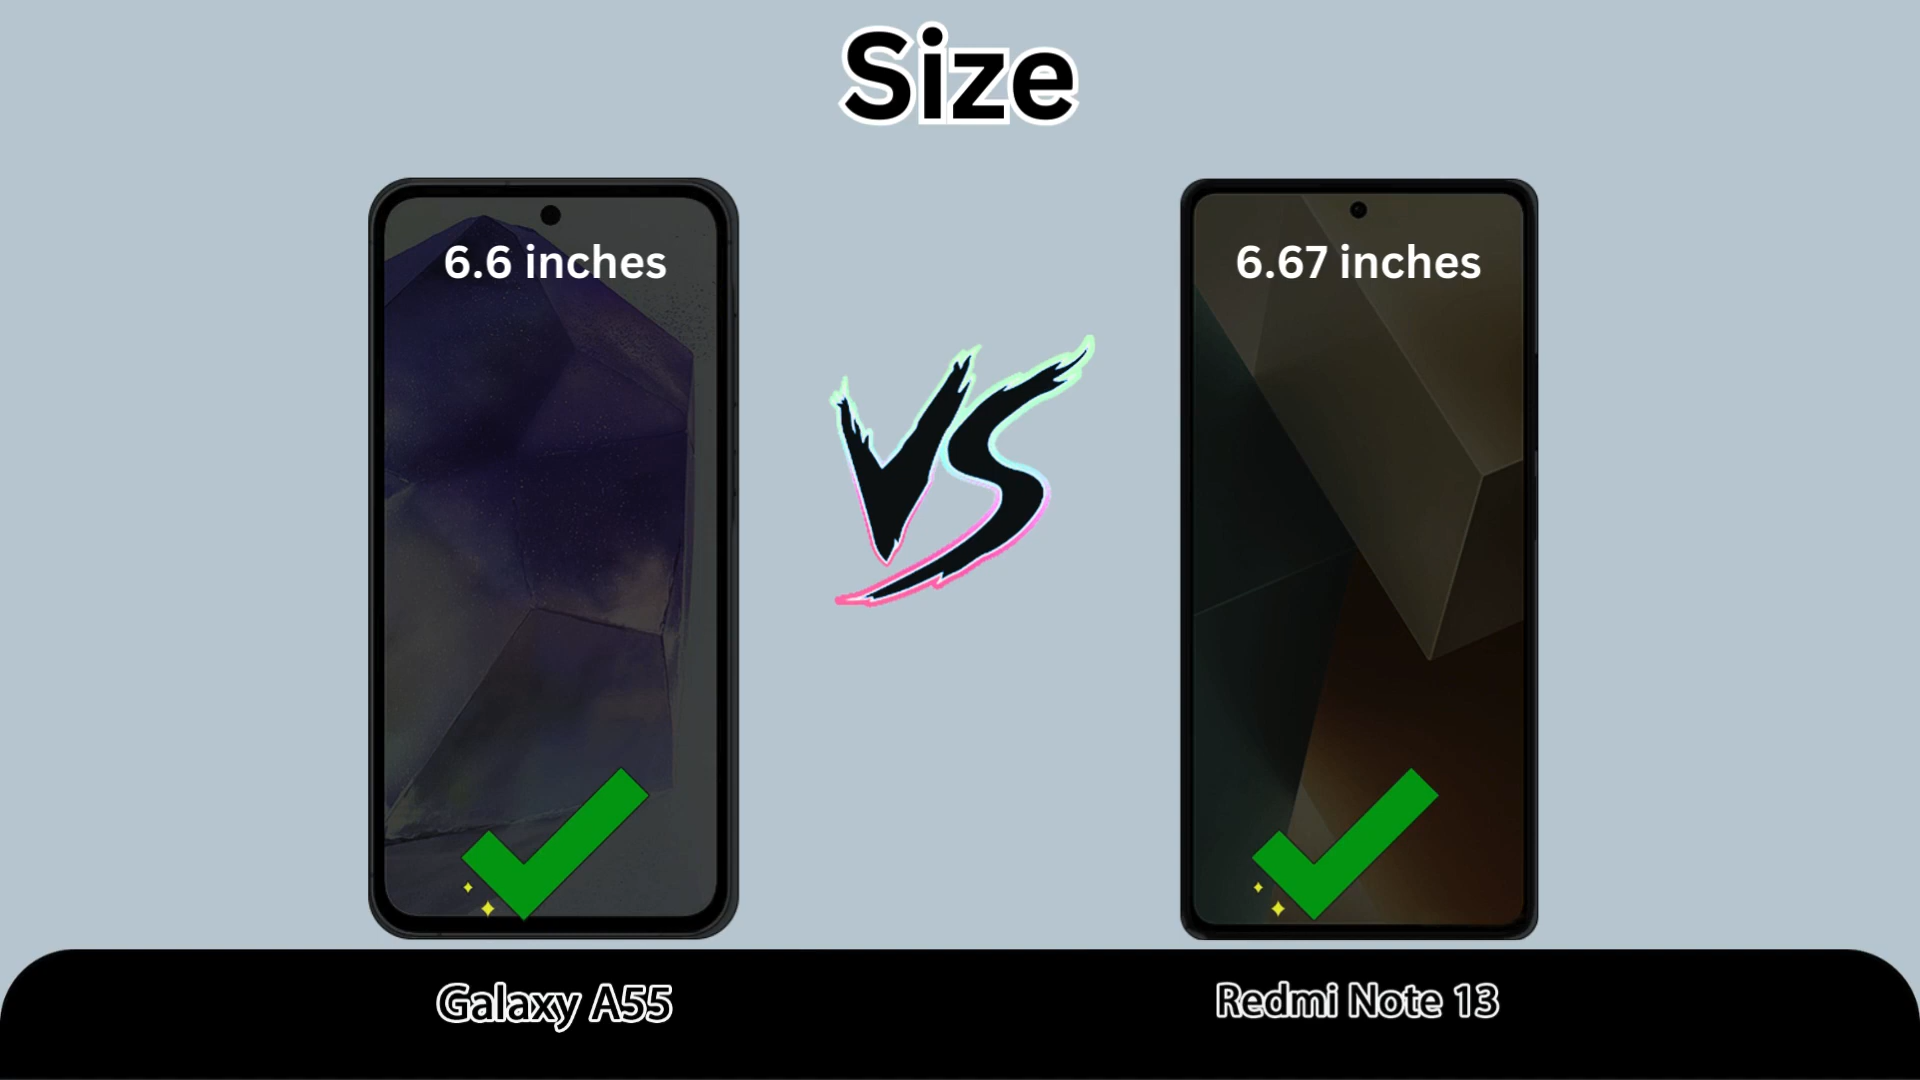 Size
6.6 inches
6.67 inches
VS
Galaxy A55
Redmi Note 13